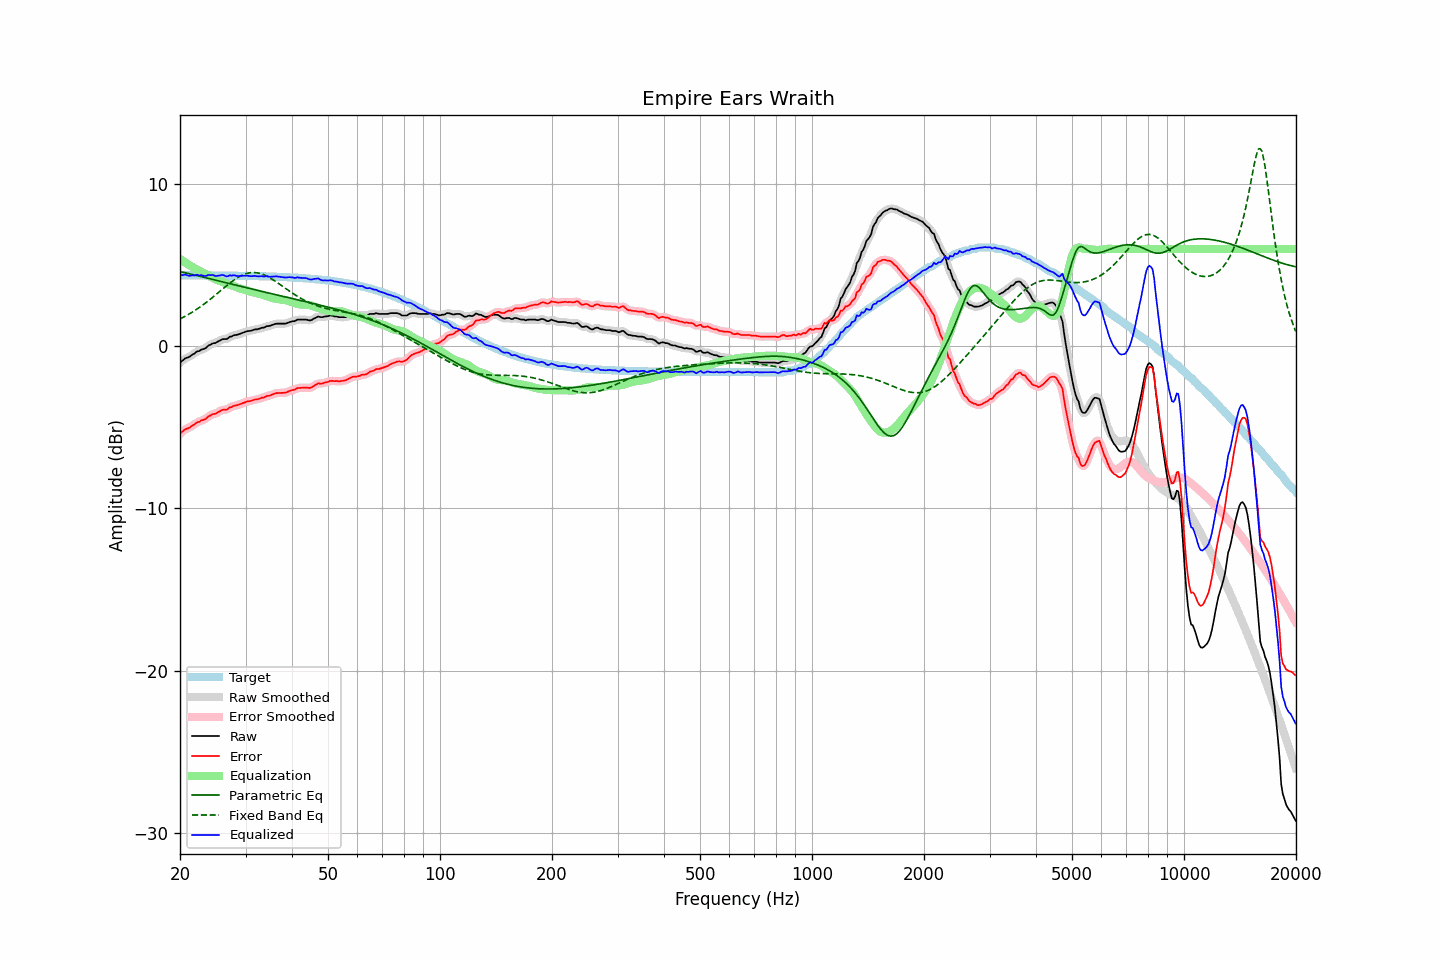 Empire Ears Wraith
Amplitude (dBr)
10
0
−10
−20
−30
Target
Raw Smoothed
Error Smoothed
Raw
Error
Equalization
Parametric Eq
Fixed Band Eq
Equalized
20 50 100 200 500 1000 2000 5000 10000 20000
Frequency (Hz)